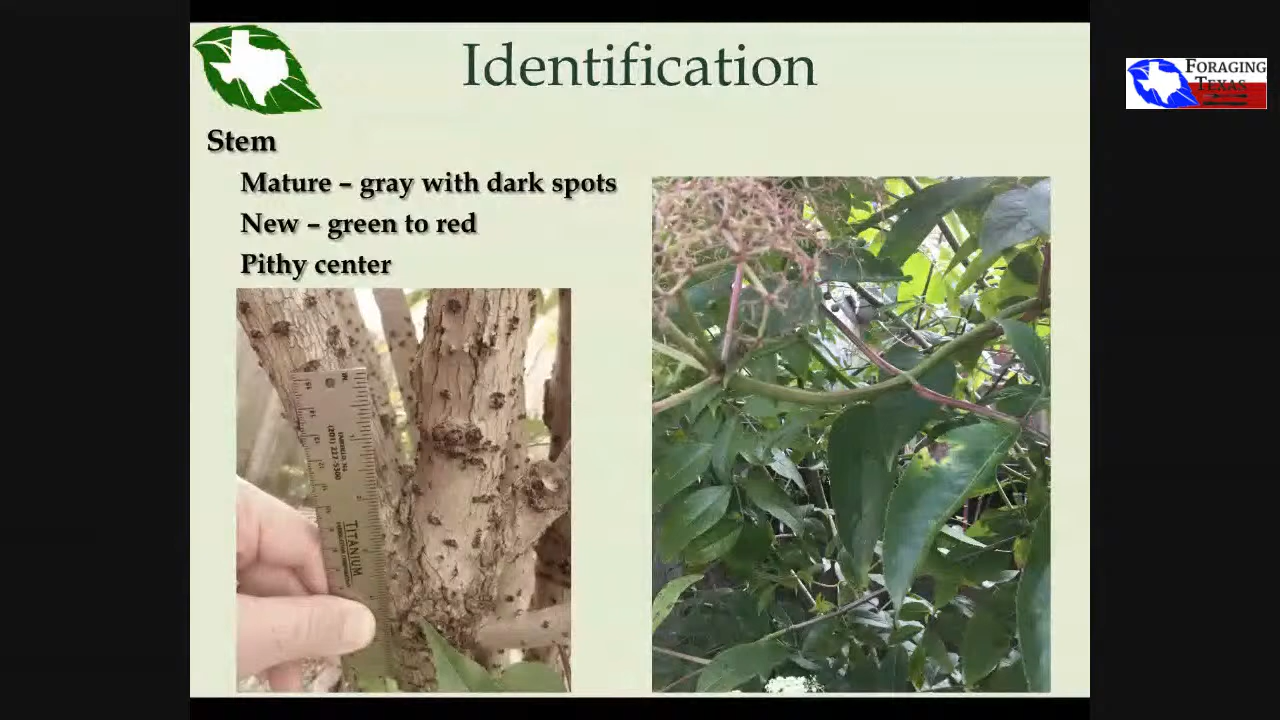 Identification
FORAGING
TEXAS
Stem
Mature – gray with dark spots
New – green to red
Pithy center
TITANIUM